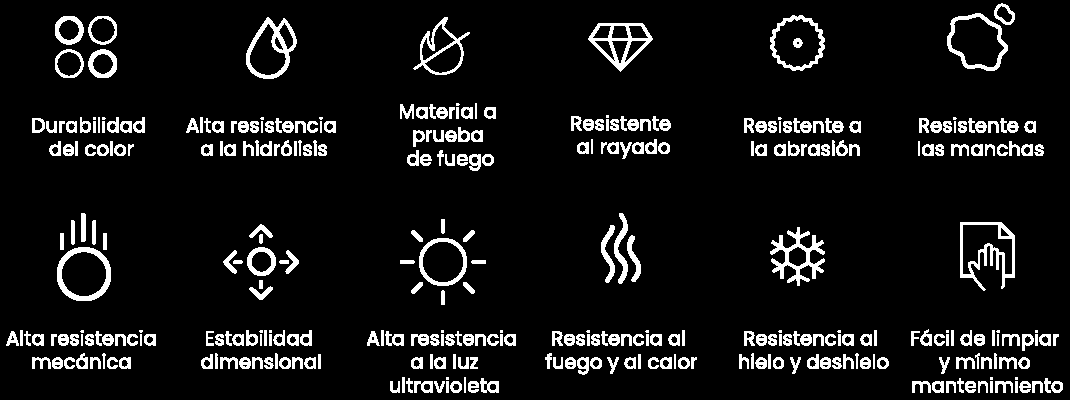 Durabilidad
del color
Alta resistencia
a la hidrólisis
Material a
prueba
de fuego
Resistente
al rayado
Resistente a
la abrasión
Resistente a
las manchas
Alta resistencia
mecánica
Estabilidad
dimensional
Alta resistencia
a la luz
ultravioleta
Resistencia al
fuego y al calor
Resistencia al
hielo y deshielo
Fácil de limpiar
y mínimo
mantenimiento